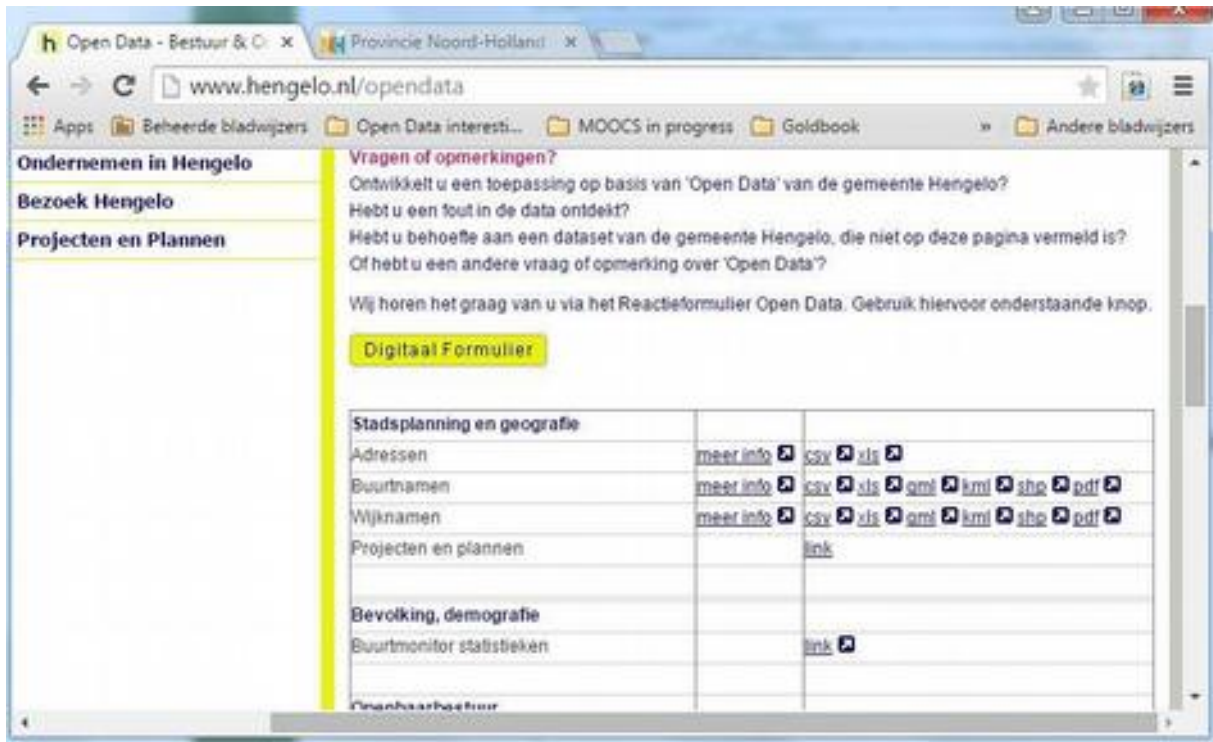 Open Data - Bestuur & O
Provincie Noord-Holland
www.hengelo.nl/opendata
Apps Beheerde bladwijzers Open Data interesti... MOOCS in progress Goldbook » Andere bladwijzers
Ondernemen in Hengelo
Bezoek Hengelo
Projecten en Plannen
Vragen of opmerkingen?
Ontwikkelt u een toepassing op basis van 'Open Data' van de gemeente Hengelo?
Hebt u een fout in de data ontdekt?
Hebt u behoefte aan een dataset van de gemeente Hengelo, die niet op deze pagina vermeld is?
Of hebt u een andere vraag of opmerking over 'Open Data'?
Wij horen het graag van u via het Reactieformulier Open Data. Gebruik hiervoor onderstaande knop.
Digitaal Formulier
Stadsplanning en geografie
Adressen meer info csv xls
Buurtnamen meer info csv xls gml kml shp pdf
Wijknamen meer info csv xls gml kml shp pdf
Projecten en plannen link
Bevolking, demografie
Buurtmonitor statistieken link
Openbaarbestuur